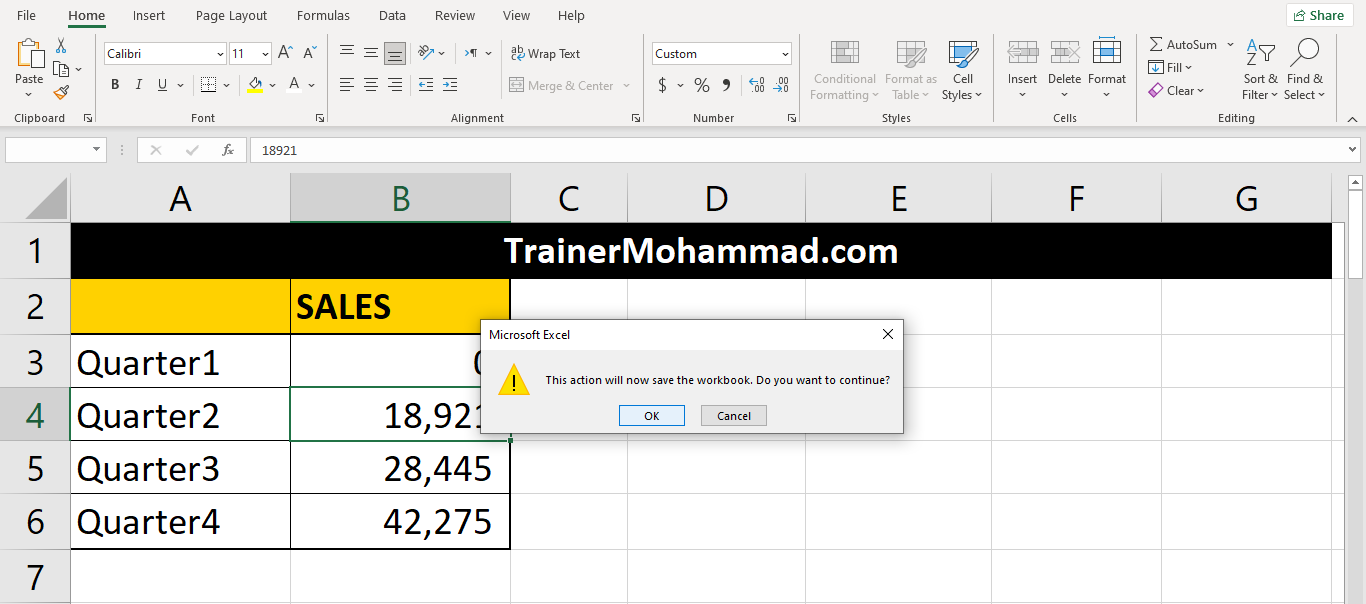 File Home Insert Page Layout Formulas Data Review View Help Share
Calibri 11 A A ab Wrap Text Custom AutoSum
Paste B I U A Merge & Center $ % Conditional Formatting Format as Table Cell Styles Insert Delete Format Fill Clear Sort & Filter Find & Select
Clipboard Font Alignment Number Styles Cells Editing
fx 18921
A B C D E F G
1 TrainerMohammad.com
2 SALES
Microsoft Excel
3 Quarter1
This action will now save the workbook. Do you want to continue?
OK Cancel
4 Quarter2 18,921
5 Quarter3 28,445
6 Quarter4 42,275
7